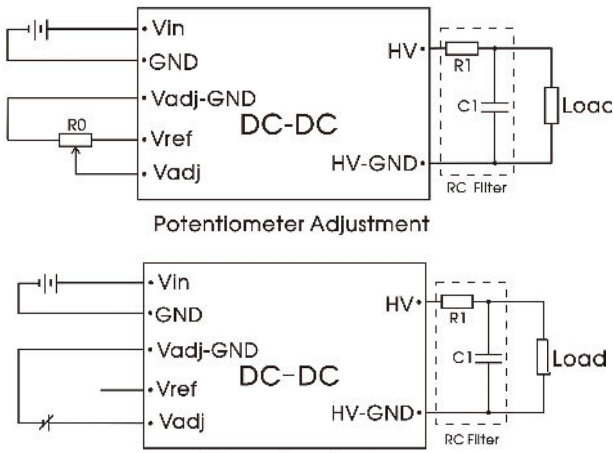 Vin
GND
Vadj-GND
R0
Vref
Vadj
DC-DC
HV
R1
C1
Load
HV-GND
RC Filter
Potentiometer Adjustment
Vin
GND
Vadj-GND
Vref
Vadj
DC-DC
HV
R1
C1
Load
HV-GND
RC Filter